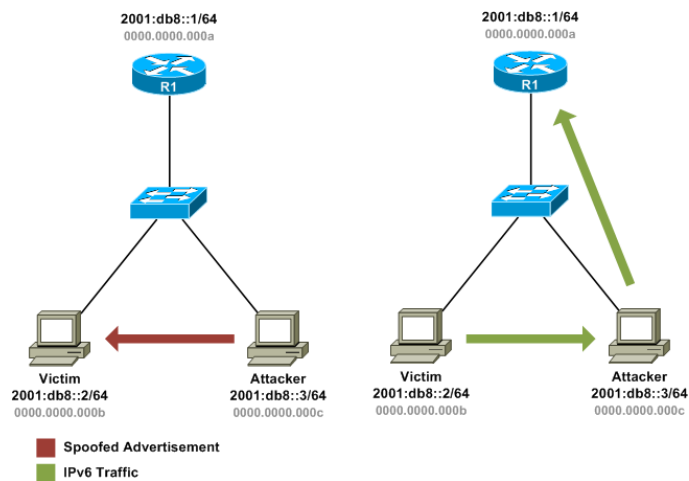 2001:db8::1/64
0000.0000.000a
R1
Victim
2001:db8::2/64
0000.0000.000b
Attacker
2001:db8::3/64
0000.0000.000c
2001:db8::1/64
0000.0000.000a
R1
Victim
2001:db8::2/64
0000.0000.000b
Attacker
2001:db8::3/64
0000.0000.000c
Spoofed Advertisement
IPv6 Traffic